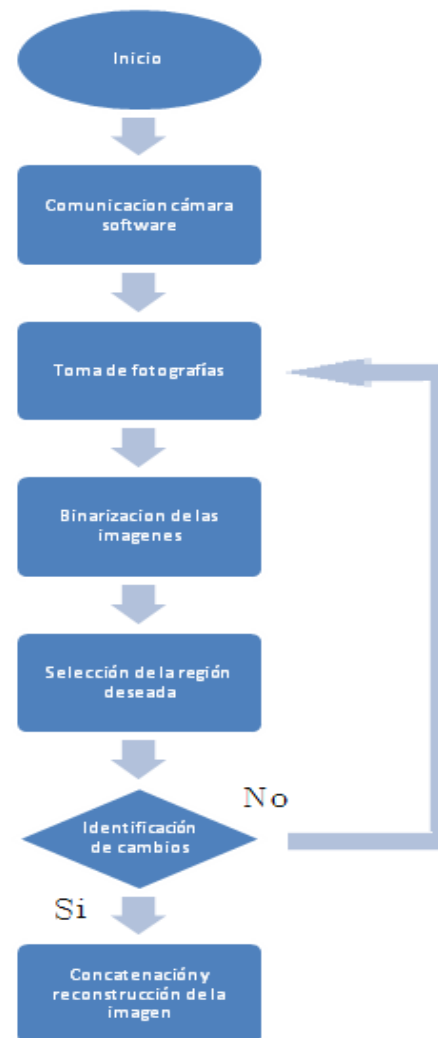 Inicio
Comunicacion cámara
software
Toma de fotografías
Binarizacion de las
imagenes
Selección de la región
deseada
No
Identificación
de cambios
Si
Concatenación y
reconstrucción de la
imagen